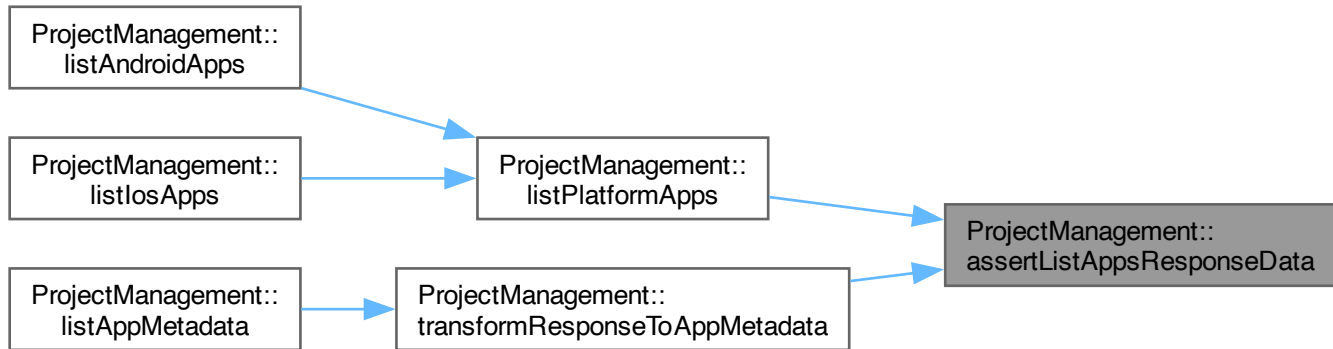 ProjectManagement::
listAndroidApps
ProjectManagement::
listIosApps
ProjectManagement::
listPlatformApps
ProjectManagement::
assertListAppsResponseData
ProjectManagement::
listAppMetadata
ProjectManagement::
transformResponseToAppMetadata